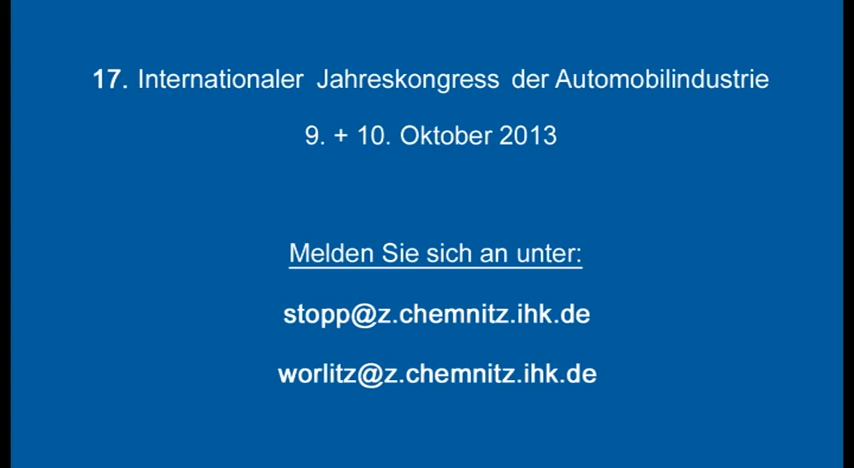 17. Internationaler Jahreskongress der Automobilindustrie
9. + 10. Oktober 2013
Melden Sie sich an unter:
stopp@z.chemnitz.ihk.de
worlitz@z.chemnitz.ihk.de